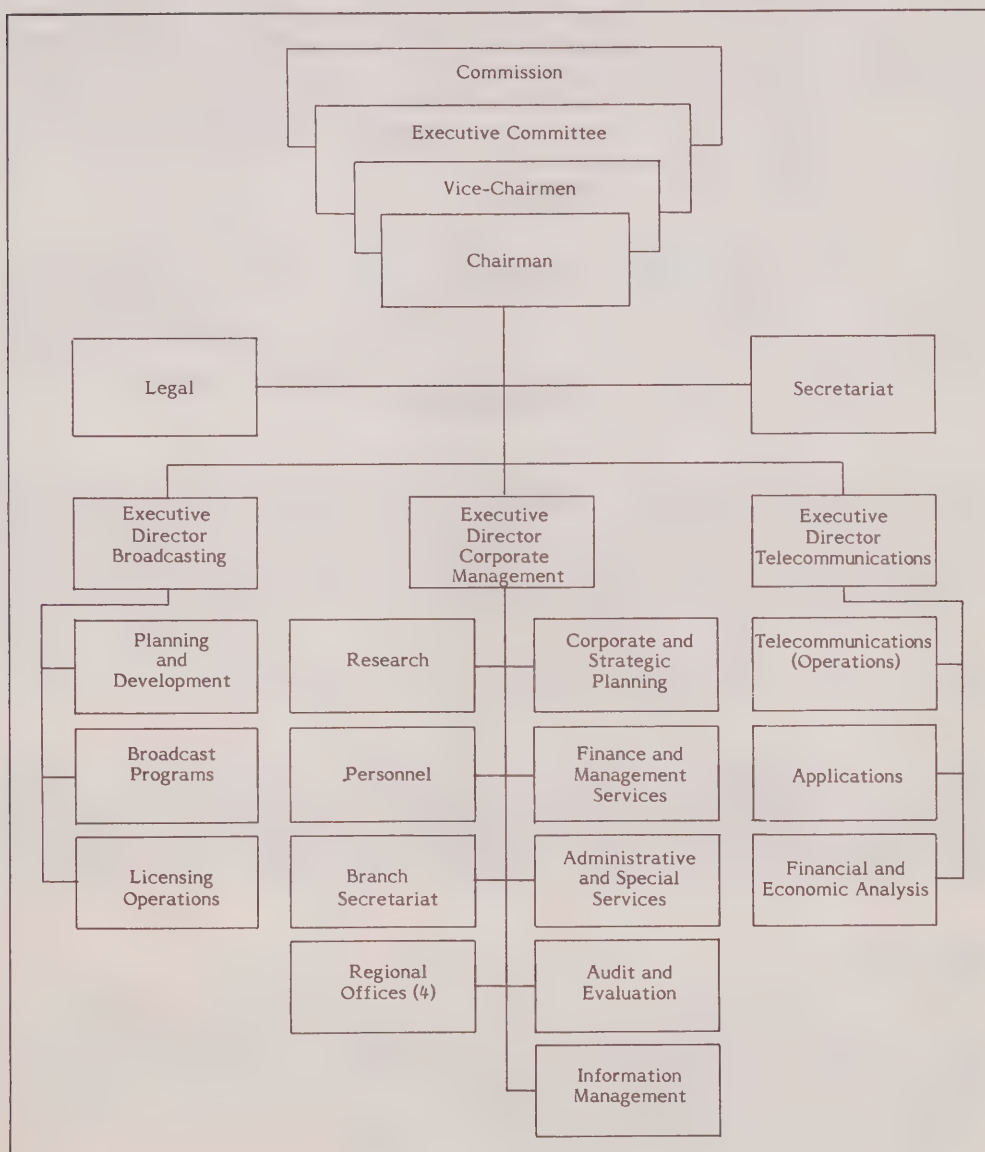 Commission
Executive Committee
Vice-Chairmen
Chairman
Legal
Secretariat
Executive
Director
Broadcasting
Executive
Director
Corporate
Management
Executive
Director
Telecommunications
Planning
and
Development
Broadcast
Programs
Licensing
Operations
Research
Personnel
Branch
Secretariat
Regional
Offices (4)
Corporate and
Strategic
Planning
Finance and
Management
Services
Administrative
and Special
Services
Audit and
Evaluation
Information
Management
Telecommunications
(Operations)
Applications
Financial and
Economic Analysis